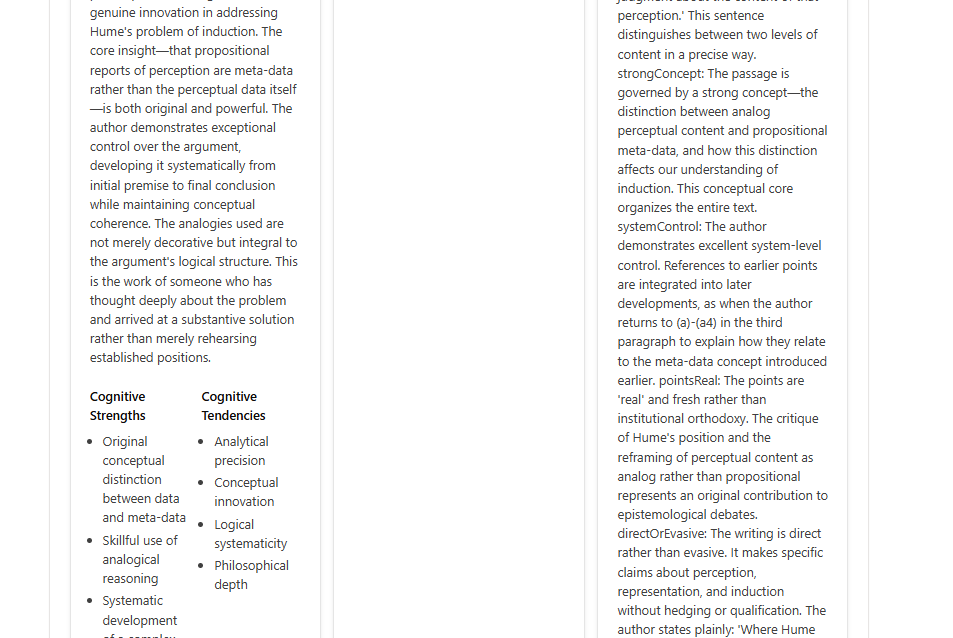 genuine innovation in addressing
Hume's problem of induction. The
core insight—that propositional
reports of perception are meta-data
rather than the perceptual data itself
—is both original and powerful. The
author demonstrates exceptional
control over the argument,
developing it systematically from
initial premise to final conclusion
while maintaining conceptual
coherence. The analogies used are
not merely decorative but integral to
the argument's logical structure. This
is the work of someone who has
thought deeply about the problem
and arrived at a substantive solution
rather than merely rehearsing
established positions.
Cognitive
Strengths
Original
conceptual
distinction
between data
and meta-data
Skillful use of
analogical
reasoning
Systematic
development
of a complex
Cognitive
Tendencies
Analytical
precision
Conceptual
innovation
Logical
systematicity
Philosophical
depth
judgment about the content of that
perception.' This sentence
distinguishes between two levels of
content in a precise way.
strongConcept: The passage is
governed by a strong concept—the
distinction between analog
perceptual content and propositional
meta-data, and how this distinction
affects our understanding of
induction. This conceptual core
organizes the entire text.
systemControl: The author
demonstrates excellent system-level
control. References to earlier points
are integrated into later
developments, as when the author
returns to (a)-(a4) in the third
paragraph to explain how they relate
to the meta-data concept introduced
earlier. pointsReal: The points are
'real' and fresh rather than
institutional orthodoxy. The critique
of Hume's position and the
reframing of perceptual content as
analog rather than propositional
represents an original contribution to
epistemological debates.
directOrEvasive: The writing is direct
rather than evasive. It makes specific
claims about perception,
representation, and induction
without hedging or qualification. The
author states plainly: 'Where Hume